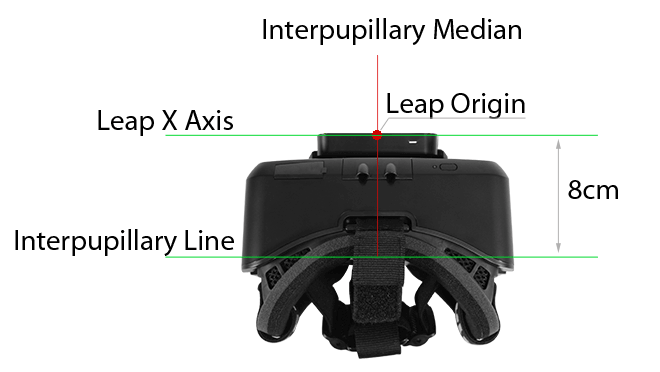 Interpupillary Median
Leap Origin
Leap X Axis
8cm
Interpupillary Line